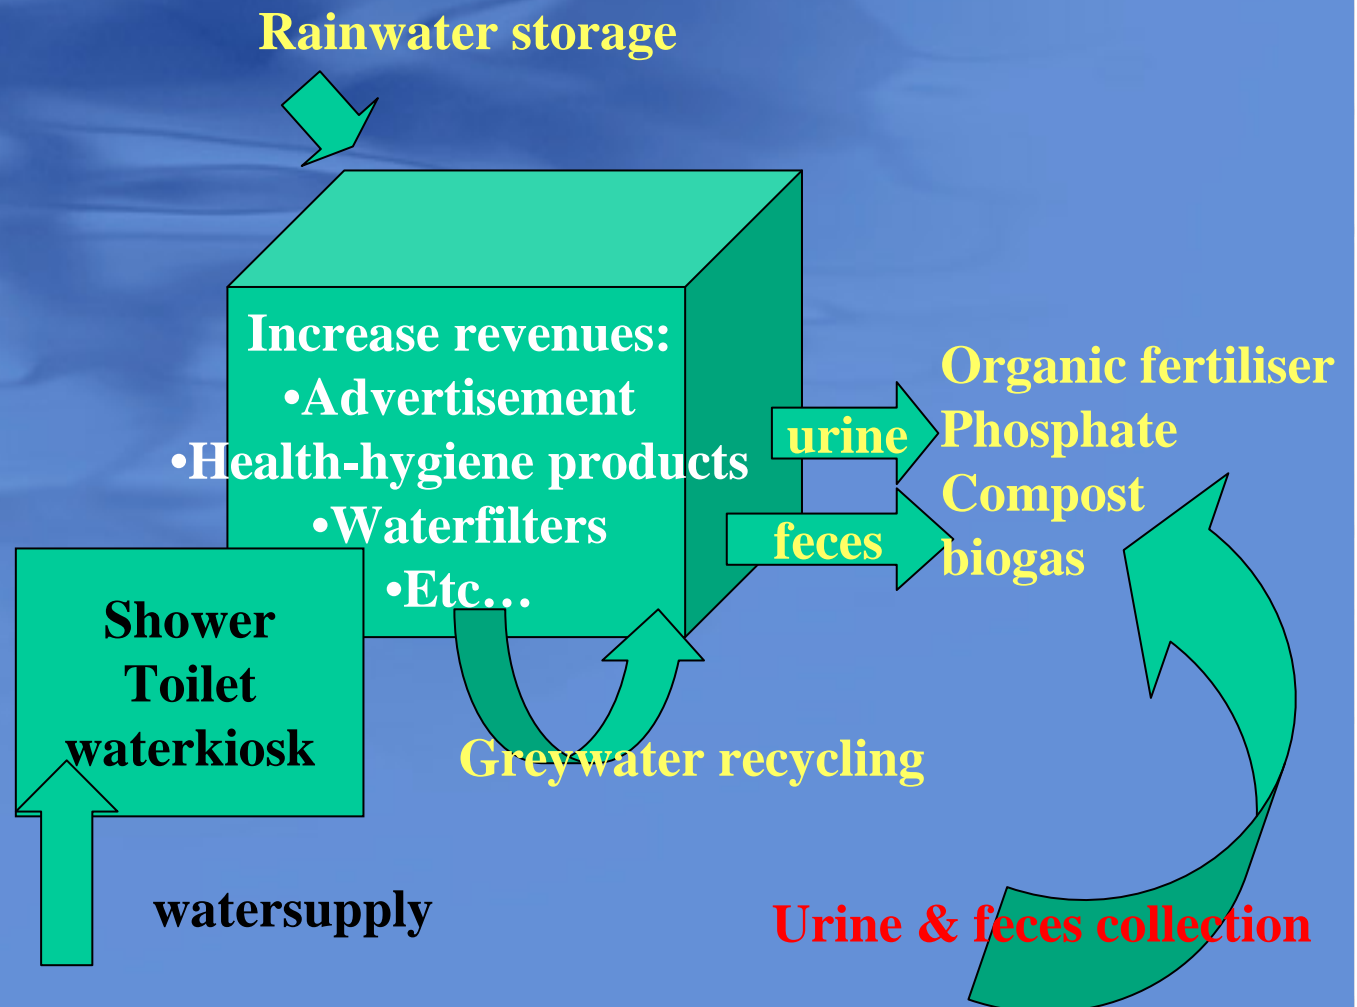 Rainwater storage
Increase revenues:
•Advertisement
•Health-hygiene products
•Waterfilters
•Etc…
urine
feces
Organic fertiliser
Phosphate
Compost
biogas
Shower
Toilet
waterkiosk
Greywater recycling
watersupply
Urine & feces collection